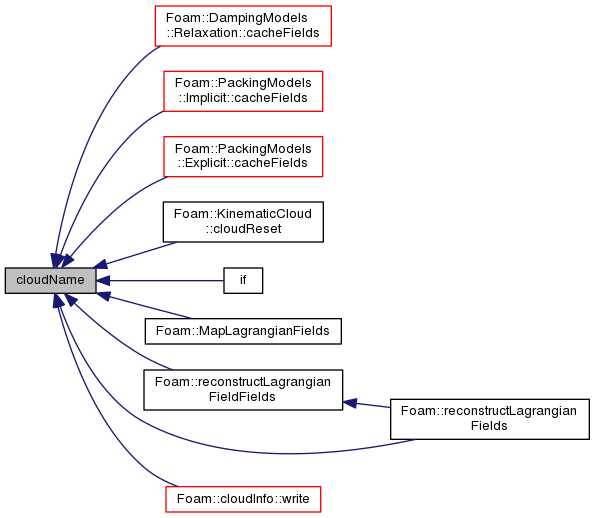 Foam::DampingModels
::Relaxation::cacheFields
Foam::PackingModels
::Implicit::cacheFields
Foam::PackingModels
::Explicit::cacheFields
Foam::KinematicCloud
::cloudReset
cloudName
if
Foam::MapLagrangianFields
Foam::reconstructLagrangian
FieldFields
Foam::reconstructLagrangian
Fields
Foam::cloudInfo::write